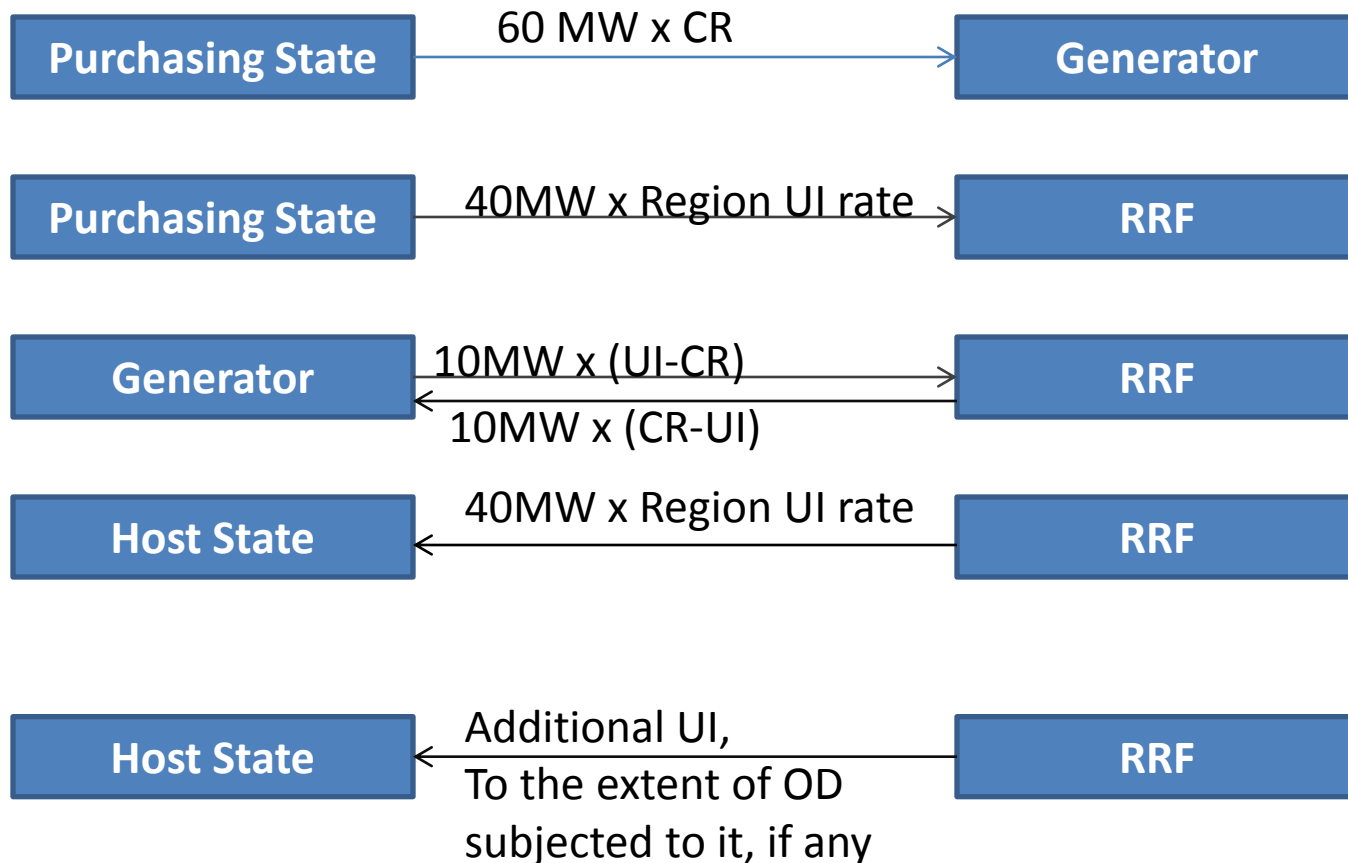 60 MW x CR
Purchasing State
Generator
40MW x Region UI rate
Purchasing State
RRF
10MW x (UI-CR)
Generator
RRF
10MW x (CR-UI)
40MW x Region UI rate
Host State
RRF
Additional UI,
Host State
RRF
To the extent of OD
subjected to it, if any